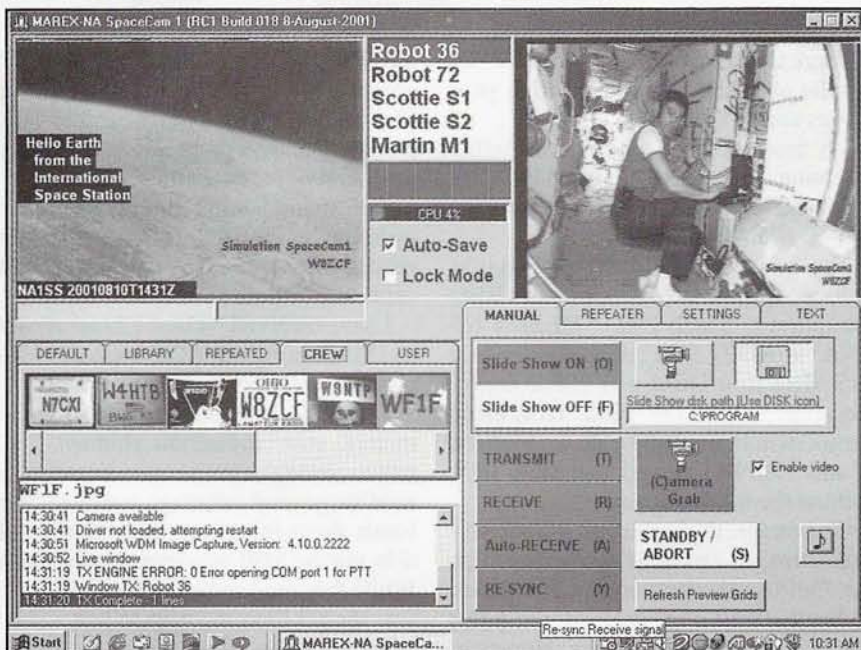 MAREX-NA SpaceCam 1 (RC1 Build 018 8-August-2001)
Hello Earth
from the
International
Space Station
Simulation SpaceCam1
W8ZCF
NA1SS 20010810T1431Z
Robot 36
Robot 72
Scottie S1
Scottie S2
Martin M1
CPU 4%
Auto-Save
Lock Mode
Simulation SpaceCam1
W8ZCF
DEFAULT LIBRARY REPEATED CREW USER
N7CXI W4HTB OHIO W8ZCF AMATEUR RADIO W8NTP WF1F
WF1F.jpg
14:30:41 Camera available
14:30:41 Driver not loaded, attempting restart
14:30:51 Microsoft WDM Image Capture, Version: 4.10.0.2222
14:30:52 Live window
14:31:19 TX ENGINE ERROR: 0 Error opening COM port 1 for PTT
14:31:19 Window TX: Robot 36
14:31:20 TX Complete - 1 lines
MANUAL REPEATER SETTINGS TEXT
Slide Show ON (O)
Slide Show OFF (F)
Slide Show disk path (Use DISK icon)
C:\PROGRAM
TRANSMIT (T)
RECEIVE (R)
Auto-RECEIVE (A)
RE-SYNC (Y)
(C)amera
Grab
Enable video
STANDBY /
ABORT (S)
Refresh Preview Grids
Re-sync Receive signal
Start MAREX-NA SpaceCa... 10:31 AM